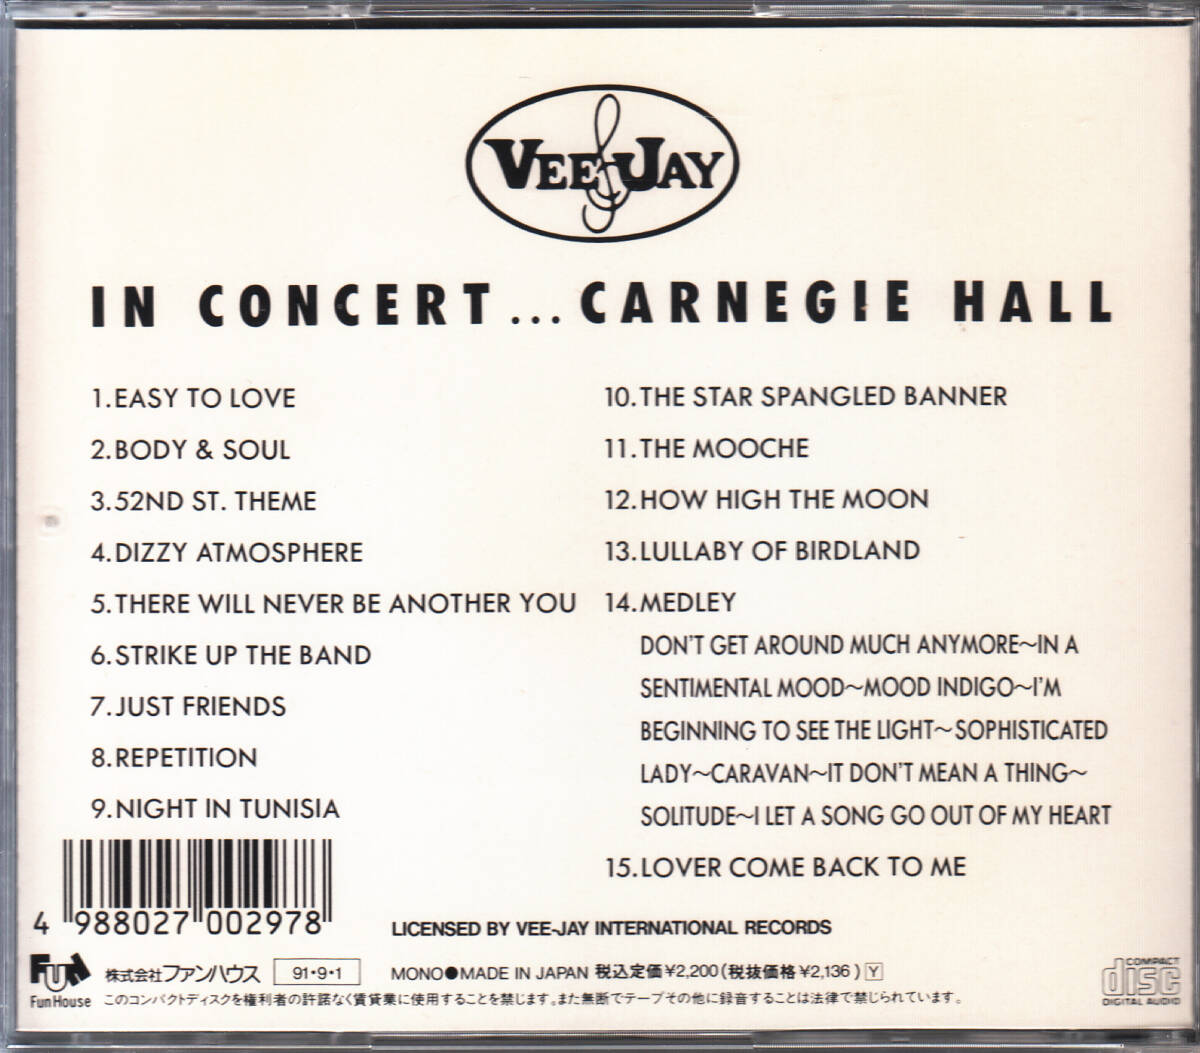 VEE-JAY
IN CONCERT...CARNEGIE HALL
1.EASY TO LOVE
2.BODY & SOUL
3.52ND ST. THEME
4.DIZZY ATMOSPHERE
5.THERE WILL NEVER BE ANOTHER YOU
6.STRIKE UP THE BAND
7.JUST FRIENDS
8.REPETITION
9.NIGHT IN TUNISIA
10.THE STAR SPANGLED BANNER
11.THE MOOCHE
12.HOW HIGH THE MOON
13.LULLABY OF BIRDLAND
14.MEDLEY
DON'T GET AROUND MUCH ANYMORE~IN A
SENTIMENTAL MOOD~MOOD INDIGO~I'M
BEGINNING TO SEE THE LIGHT~SOPHISTICATED
LADY~CARAVAN~IT DON'T MEAN A THING~
SOLITUDE~I LET A SONG GO OUT OF MY HEART
15.LOVER COME BACK TO ME
4 988027 002978
LICENSED BY VEE-JAY INTERNATIONAL RECORDS
Fun
Fun House
株式会社ファンハウス 91・9・1 MONO●MADE IN JAPAN 税込定価¥2,200(税抜価格¥2,136) Y
このコンパクトディスクを権利者の許諾なく賃貸業に使用することを禁じます。また無断でテープその他に録音することは法律で禁じられています。
COMPACT
disc
DIGITAL AUDIO